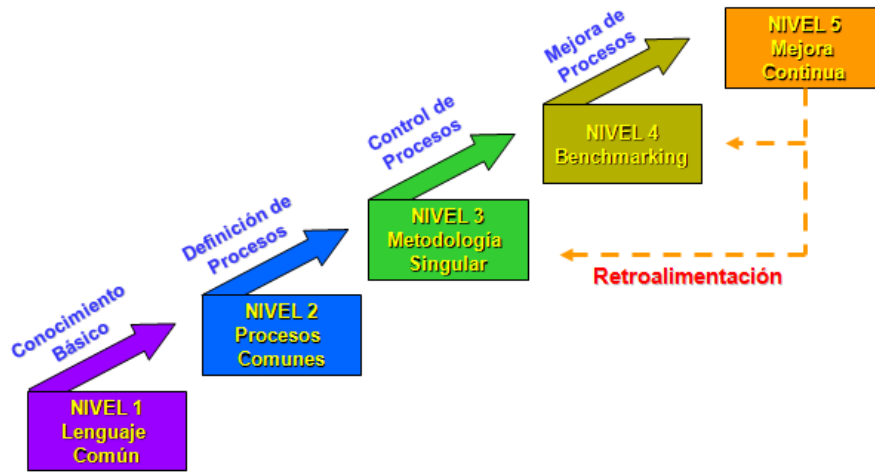 NIVEL 5
Mejora
Continua
Mejora de
Procesos
NIVEL 4
Benchmarking
Control de
Procesos
NIVEL 3
Metodología
Singular
Retroalimentación
Definición de
Procesos
NIVEL 2
Procesos
Comunes
Conocimiento
Básico
NIVEL 1
Lenguaje
Común